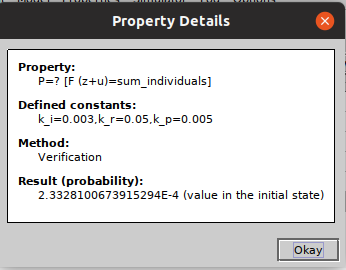 Property Details
Property:
P=? [F (z+u)=sum_individuals]
Defined constants:
k_i=0.003,k_r=0.05,k_p=0.005
Method:
Verification
Result (probability):
2.3328100673915294E-4 (value in the initial state)
Okay